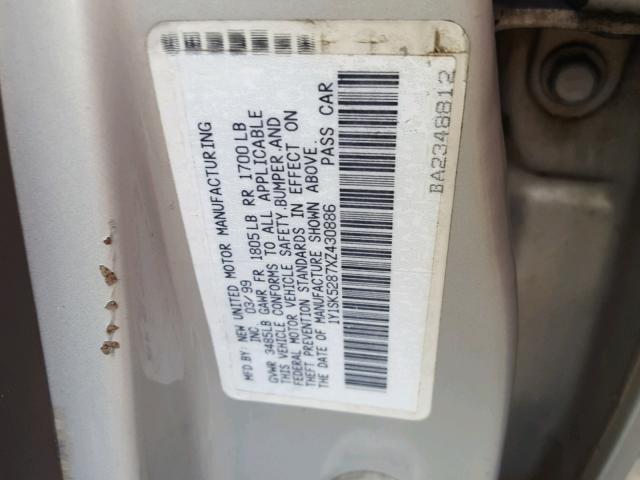 MFD BY NEW UNITED MOTOR MANUFACTURING
INC. 03/99
GVWR 3485LB GAWR FR 1805LB RR 1700LB
THIS VEHICLE CONFORMS TO ALL APPLICABLE
FEDERAL MOTOR VEHICLE SAFETY,BUMPER,AND
THEFT PREVENTION STANDARDS IN EFFECT ON
THE DATE OF MANUFACTURE SHOWN ABOVE.
1Y1SK5287XZ430886 PASS CAR
BA2348812